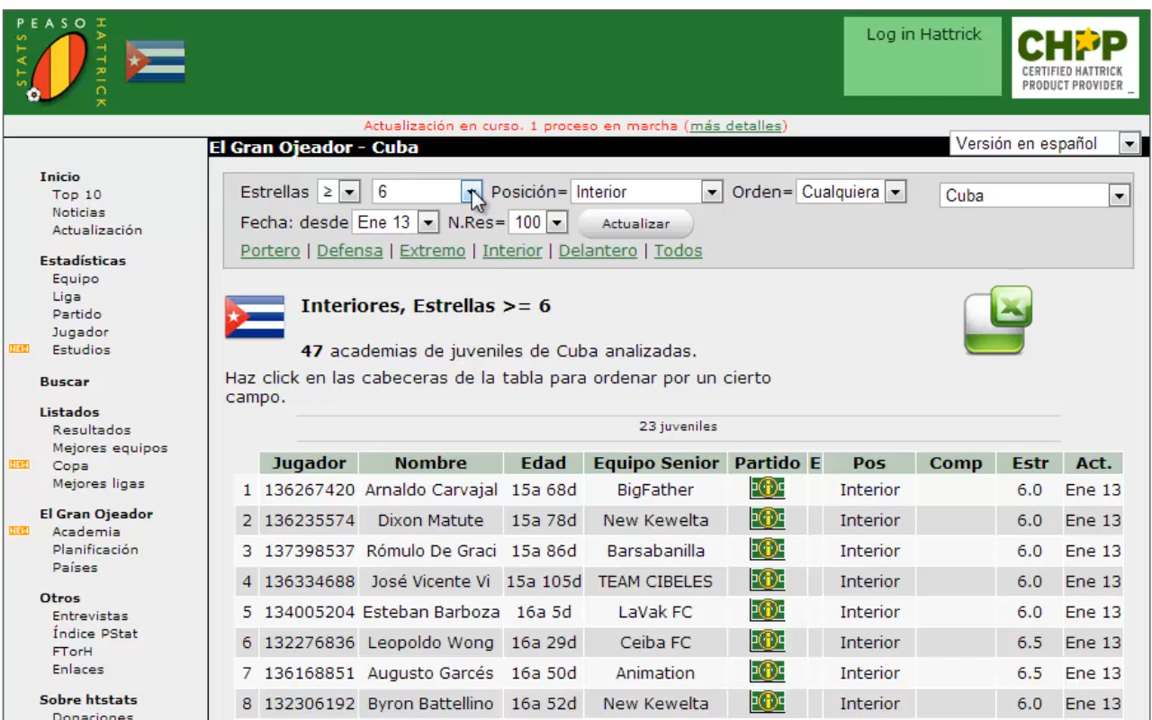 PEASO
HATTRICK
STATS
Log in Hattrick
CHPP
CERTIFIED HATTRICK
PRODUCT PROVIDER
Actualización en curso. 1 proceso en marcha (más detalles)
Versión en español
El Gran Ojeador - Cuba
Inicio
Top 10
Noticias
Actualización
Estadísticas
Equipo
Liga
Partido
Jugador
NEW Estudios
Buscar
Listados
Resultados
Mejores equipos
NEW Copa
Mejores ligas
El Gran Ojeador
NEW Academia
Planificación
Países
Otros
Entrevistas
Índice PStat
FTorH
Enlaces
Sobre htstats
Donaciones
Estrellas ≥ 6 Posición= Interior Orden= Cualquiera Cuba
Fecha: desde Ene 13 N.Res= 100 Actualizar
Portero | Defensa | Extremo | Interior | Delantero | Todos
Interiores, Estrellas >= 6
47 academias de juveniles de Cuba analizadas.
Haz click en las cabeceras de la tabla para ordenar por un cierto
campo.
23 juveniles
Jugador Nombre Edad Equipo Senior Partido E Pos Comp Estr Act.
1 136267420 Arnaldo Carvajal 15a 68d BigFather Interior 6.0 Ene 13
2 136235574 Dixon Matute 15a 78d New Kewelta Interior 6.0 Ene 13
3 137398537 Rómulo De Graci 15a 86d Barsabanilla Interior 6.0 Ene 13
4 136334688 José Vicente Vi 15a 105d TEAM CIBELES Interior 6.0 Ene 13
5 134005204 Esteban Barboza 16a 5d LaVak FC Interior 6.0 Ene 13
6 132276836 Leopoldo Wong 16a 29d Ceiba FC Interior 6.5 Ene 13
7 136168851 Augusto Garcés 16a 50d Animation Interior 6.5 Ene 13
8 132306192 Byron Battellino 16a 52d New Kewelta Interior 6.0 Ene 13